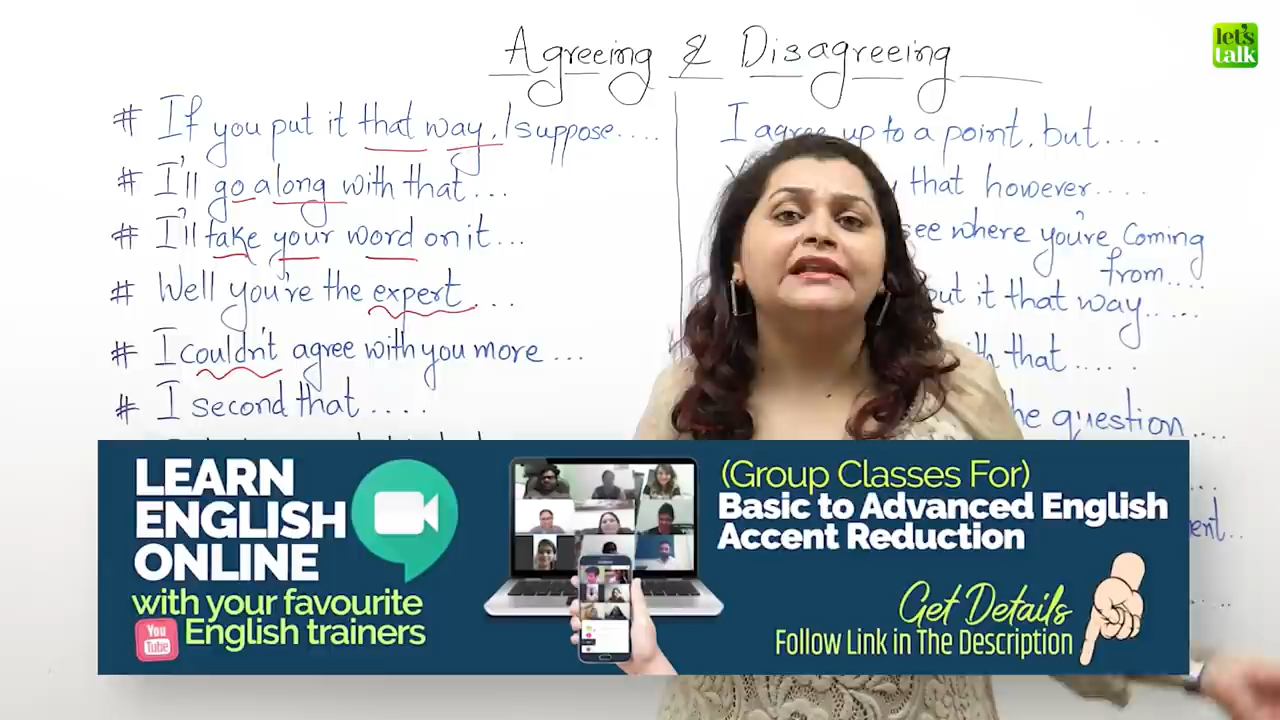 let's
talk
Agreeing & Disagreeing
# If you put it that way, I suppose....
# I'll go along with that...
# I'll take your word on it...
# Well you're the expert...
# I couldn't agree with you more ...
# I second that ....
I agree up to a point, but....
that however....
see where you're coming
from....
put it that way.....
that.....
the question....
LEARN
ENGLISH
ONLINE
with your favourite
You
Tube
English trainers
(Group Classes For)
Basic to Advanced English
Accent Reduction
Get Details
Follow Link in The Description